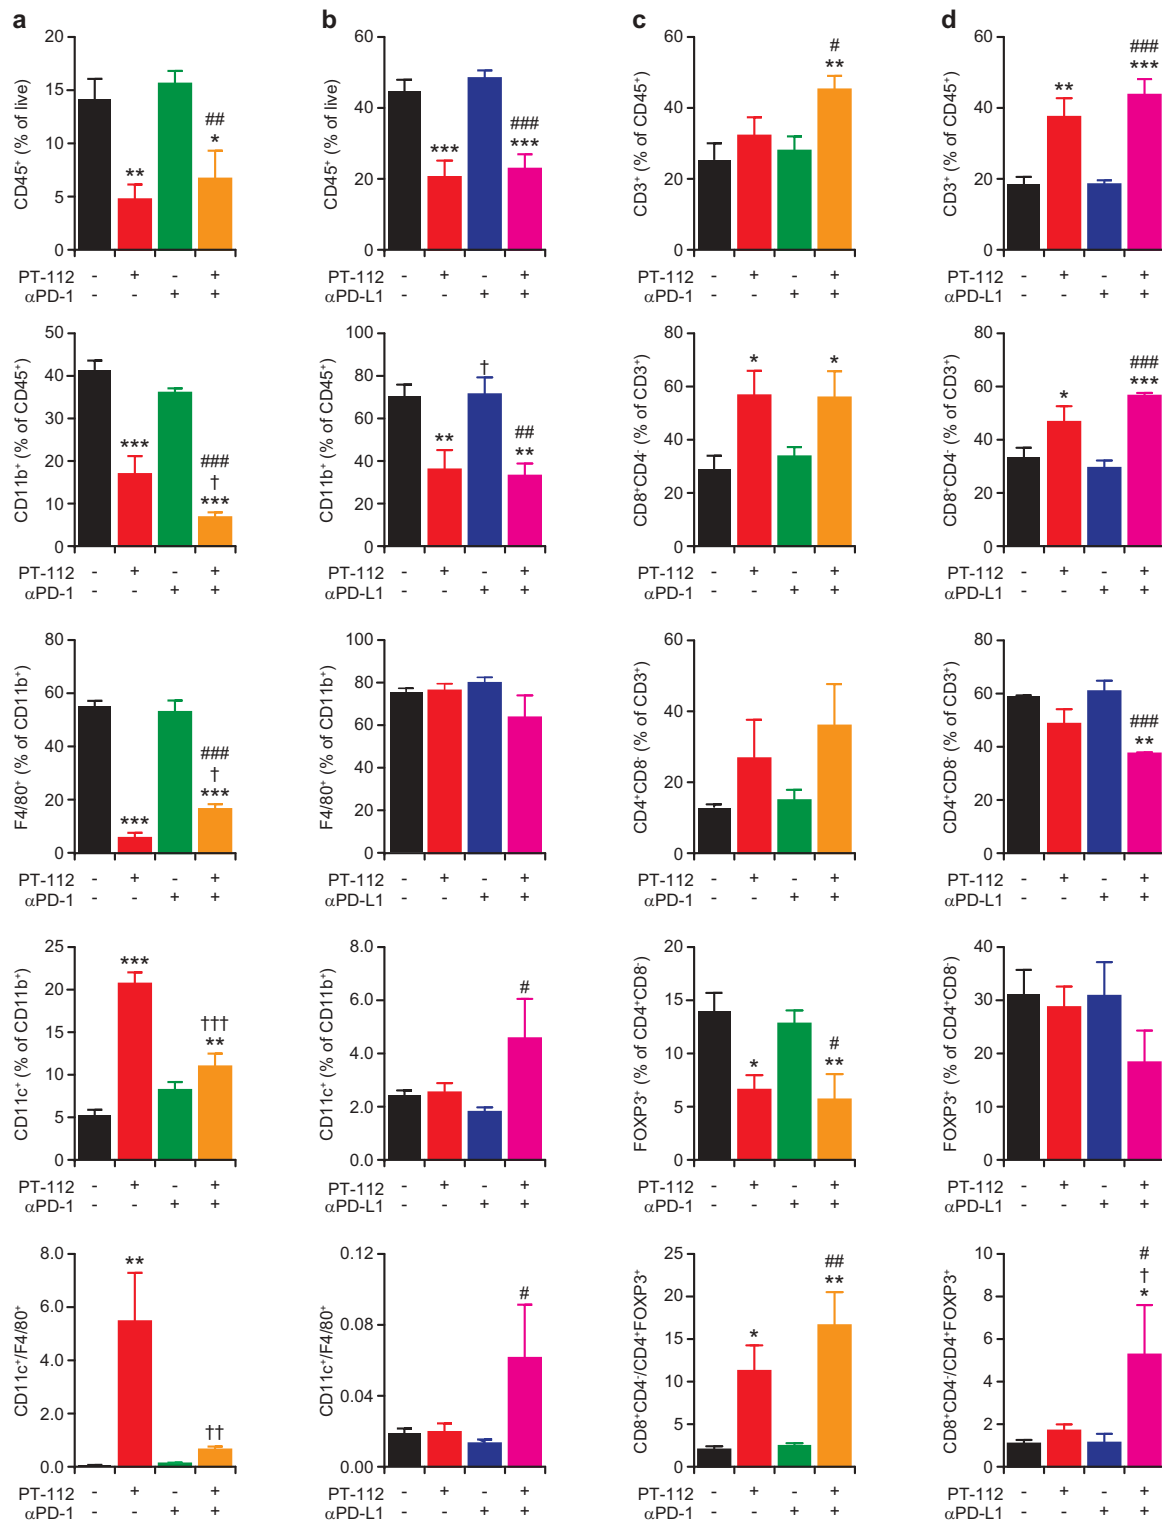 a
b
c
d
CD45⁺ (% of live)
20
15
10
5
0
**
##
*
PT-112 - + - +
αPD-1 - - + +
CD45⁺ (% of live)
60
40
20
0
***
###
***
PT-112 - + - +
αPD-L1 - - + +
CD3⁺ (% of CD45⁺)
60
40
20
0
#
**
PT-112 - + - +
αPD-1 - - + +
CD3⁺ (% of CD45⁺)
60
40
20
0
**
###
***
PT-112 - + - +
αPD-L1 - - + +
CD11b⁺ (% of CD45⁺)
50
40
30
20
10
0
***
###
†
***
PT-112 - + - +
αPD-1 - - + +
CD11b⁺ (% of CD45⁺)
100
80
60
40
20
0
**
†
##
**
PT-112 - + - +
αPD-L1 - - + +
CD8⁺CD4⁻ (% of CD3⁺)
80
60
40
20
0
*
*
PT-112 - + - +
αPD-1 - - + +
CD8⁺CD4⁻ (% of CD3⁺)
80
60
40
20
0
*
###
***
PT-112 - + - +
αPD-L1 - - + +
F4/80⁺ (% of CD11b⁺)
80
60
40
20
0
***
###
†
***
PT-112 - + - +
αPD-1 - - + +
F4/80⁺ (% of CD11b⁺)
100
80
60
40
20
0
PT-112 - + - +
αPD-L1 - - + +
CD4⁺CD8⁻ (% of CD3⁺)
60
40
20
0
PT-112 - + - +
αPD-1 - - + +
CD4⁺CD8⁻ (% of CD3⁺)
80
60
40
20
0
###
**
PT-112 - + - +
αPD-L1 - - + +
CD11c⁺ (% of CD11b⁺)
25
20
15
10
5
0
***
†††
**
PT-112 - + - +
αPD-1 - - + +
CD11c⁺ (% of CD11b⁺)
8.0
6.0
4.0
2.0
0.0
#
PT-112 - + - +
αPD-L1 - - + +
FOXP3⁺ (% of CD4⁺CD8⁻)
20
15
10
5
0
*
#
**
PT-112 - + - +
αPD-1 - - + +
FOXP3⁺ (% of CD4⁺CD8⁻)
40
30
20
10
0
PT-112 - + - +
αPD-L1 - - + +
CD11c⁺/F4/80⁺
8.0
6.0
4.0
2.0
0.0
**
††
PT-112 - + - +
αPD-1 - - + +
CD11c⁺/F4/80⁺
0.12
0.08
0.04
0.00
#
PT-112 - + - +
αPD-L1 - - + +
CD8⁺CD4⁻/CD4⁺FOXP3⁺
25
20
15
10
5
0
*
##
**
PT-112 - + - +
αPD-1 - - + +
CD8⁺CD4⁻/CD4⁺FOXP3⁺
10
8
6
4
2
0
#
†
*
PT-112 - + - +
αPD-L1 - - + +